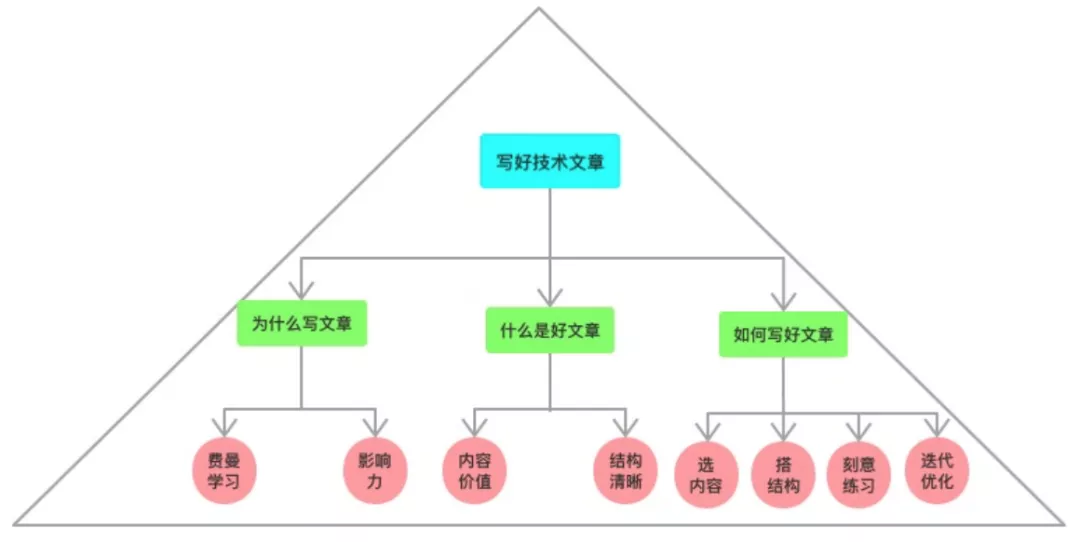 写好技术文章
为什么写文章
什么是好文章
如何写好文章
费曼
学习
影响
力
内容
价值
结构
清晰
选
内容
搭
结构
刻意
练习
迭代
优化